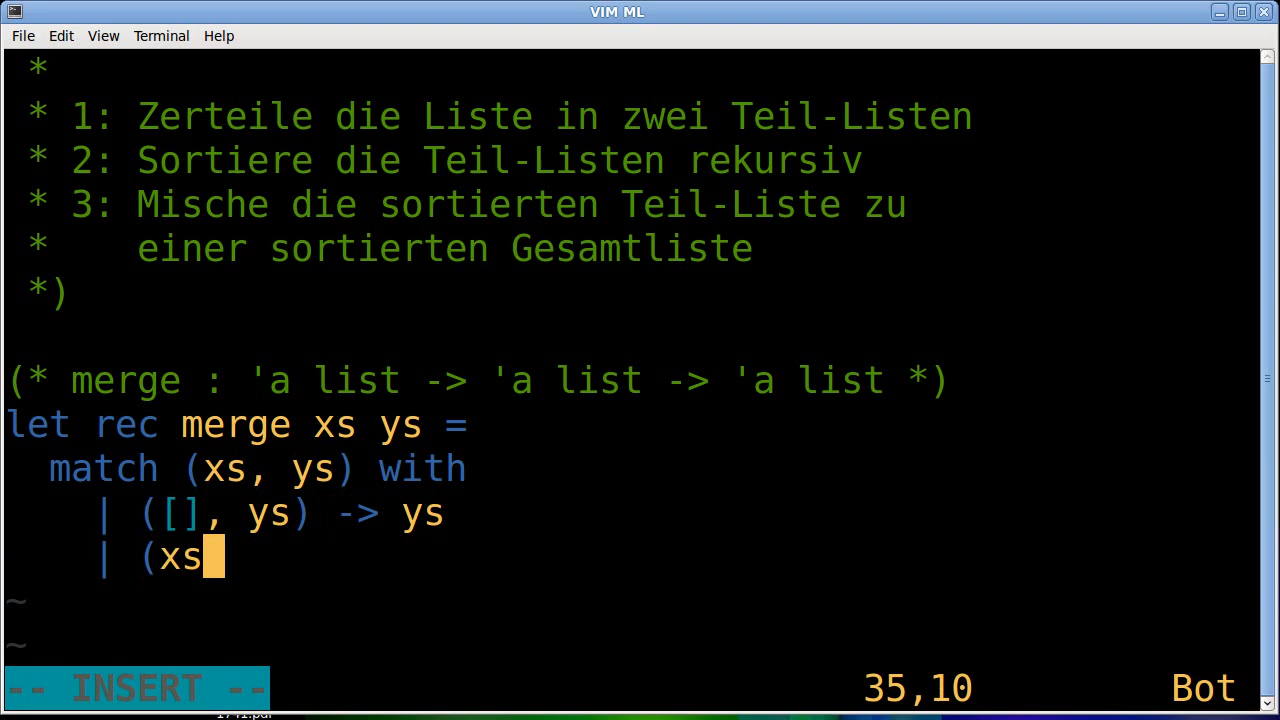 VIM ML
File Edit View Terminal Help
*
* 1: Zerteile die Liste in zwei Teil-Listen
* 2: Sortiere die Teil-Listen rekursiv
* 3: Mische die sortierten Teil-Liste zu
*    einer sortierten Gesamtliste
*)
(* merge : 'a list -> 'a list -> 'a list *)
let rec merge xs ys =
  match (xs, ys) with
    | ([], ys) -> ys
    | (xs
~
~
-- INSERT -- 35,10 Bot